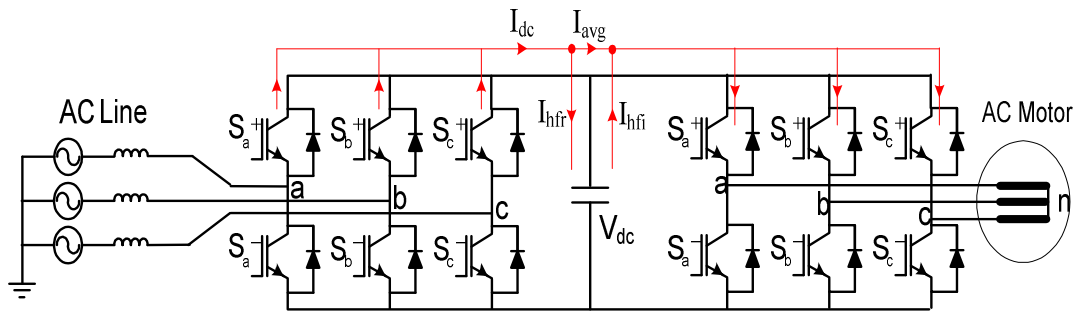 I_dc I_avg
AC Line
I_hfr I_hfi
AC Motor
S_a^+ S_b^+ S_c^+ S_a^+ S_b^+ S_c^+
a b c a b c n
V_dc
S_a^- S_b^- S_c^- S_a^- S_b^- S_c^-